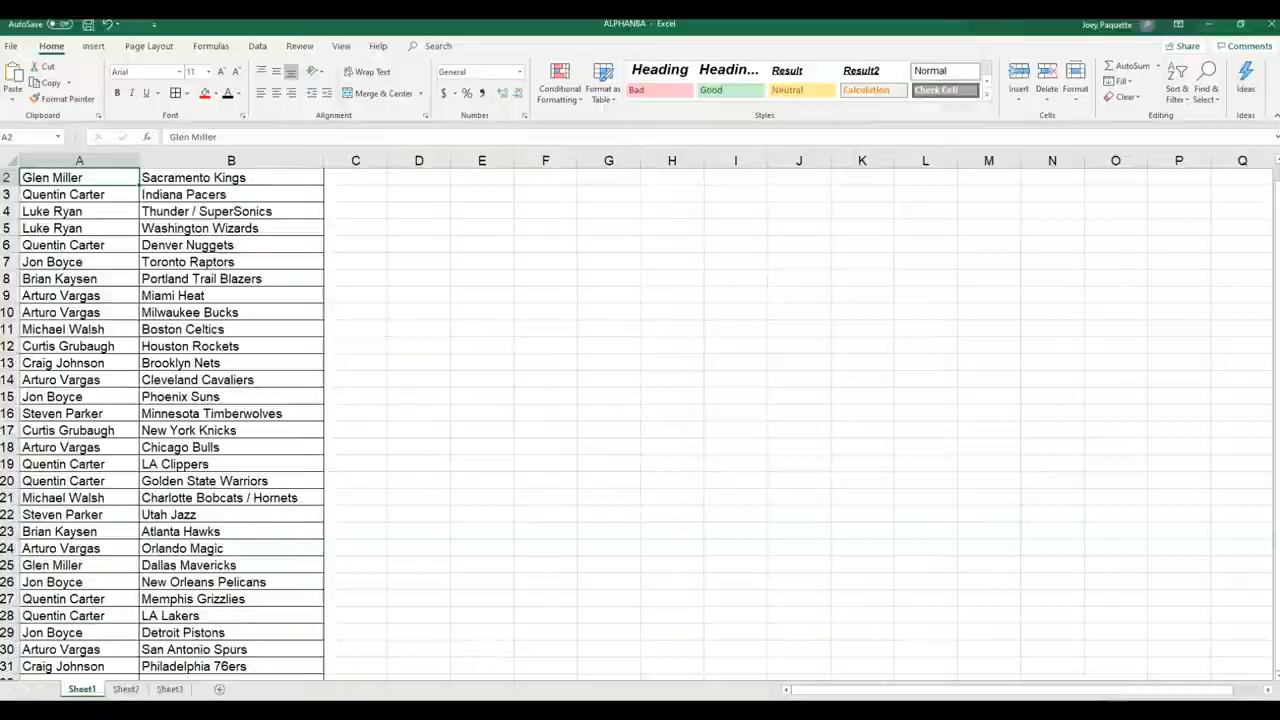 AutoSave Off ALPHANBA - Excel Joey Paquette
File Home Insert Page Layout Formulas Data Review View Help Search Share Comments
Paste Cut Copy Format Painter Clipboard
Arial 11 A A B I U A Font
Wrap Text Merge & Center Alignment
General $ % , Number
Conditional Formatting Format as Table
Heading Headin... Result Result2 Normal
Bad Good Neutral Calculation Check Cell
Styles
Insert Delete Format Cells
AutoSum Fill Clear Sort & Filter Find & Select Editing
Ideas Ideas
A2 fx Glen Miller
A B C D E F G H I J K L M N O P Q
2 Glen Miller Sacramento Kings
3 Quentin Carter Indiana Pacers
4 Luke Ryan Thunder / SuperSonics
5 Luke Ryan Washington Wizards
6 Quentin Carter Denver Nuggets
7 Jon Boyce Toronto Raptors
8 Brian Kaysen Portland Trail Blazers
9 Arturo Vargas Miami Heat
10 Arturo Vargas Milwaukee Bucks
11 Michael Walsh Boston Celtics
12 Curtis Grubaugh Houston Rockets
13 Craig Johnson Brooklyn Nets
14 Arturo Vargas Cleveland Cavaliers
15 Jon Boyce Phoenix Suns
16 Steven Parker Minnesota Timberwolves
17 Curtis Grubaugh New York Knicks
18 Arturo Vargas Chicago Bulls
19 Quentin Carter LA Clippers
20 Quentin Carter Golden State Warriors
21 Michael Walsh Charlotte Bobcats / Hornets
22 Steven Parker Utah Jazz
23 Brian Kaysen Atlanta Hawks
24 Arturo Vargas Orlando Magic
25 Glen Miller Dallas Mavericks
26 Jon Boyce New Orleans Pelicans
27 Quentin Carter Memphis Grizzlies
28 Quentin Carter LA Lakers
29 Jon Boyce Detroit Pistons
30 Arturo Vargas San Antonio Spurs
31 Craig Johnson Philadelphia 76ers
Sheet1 Sheet2 Sheet3